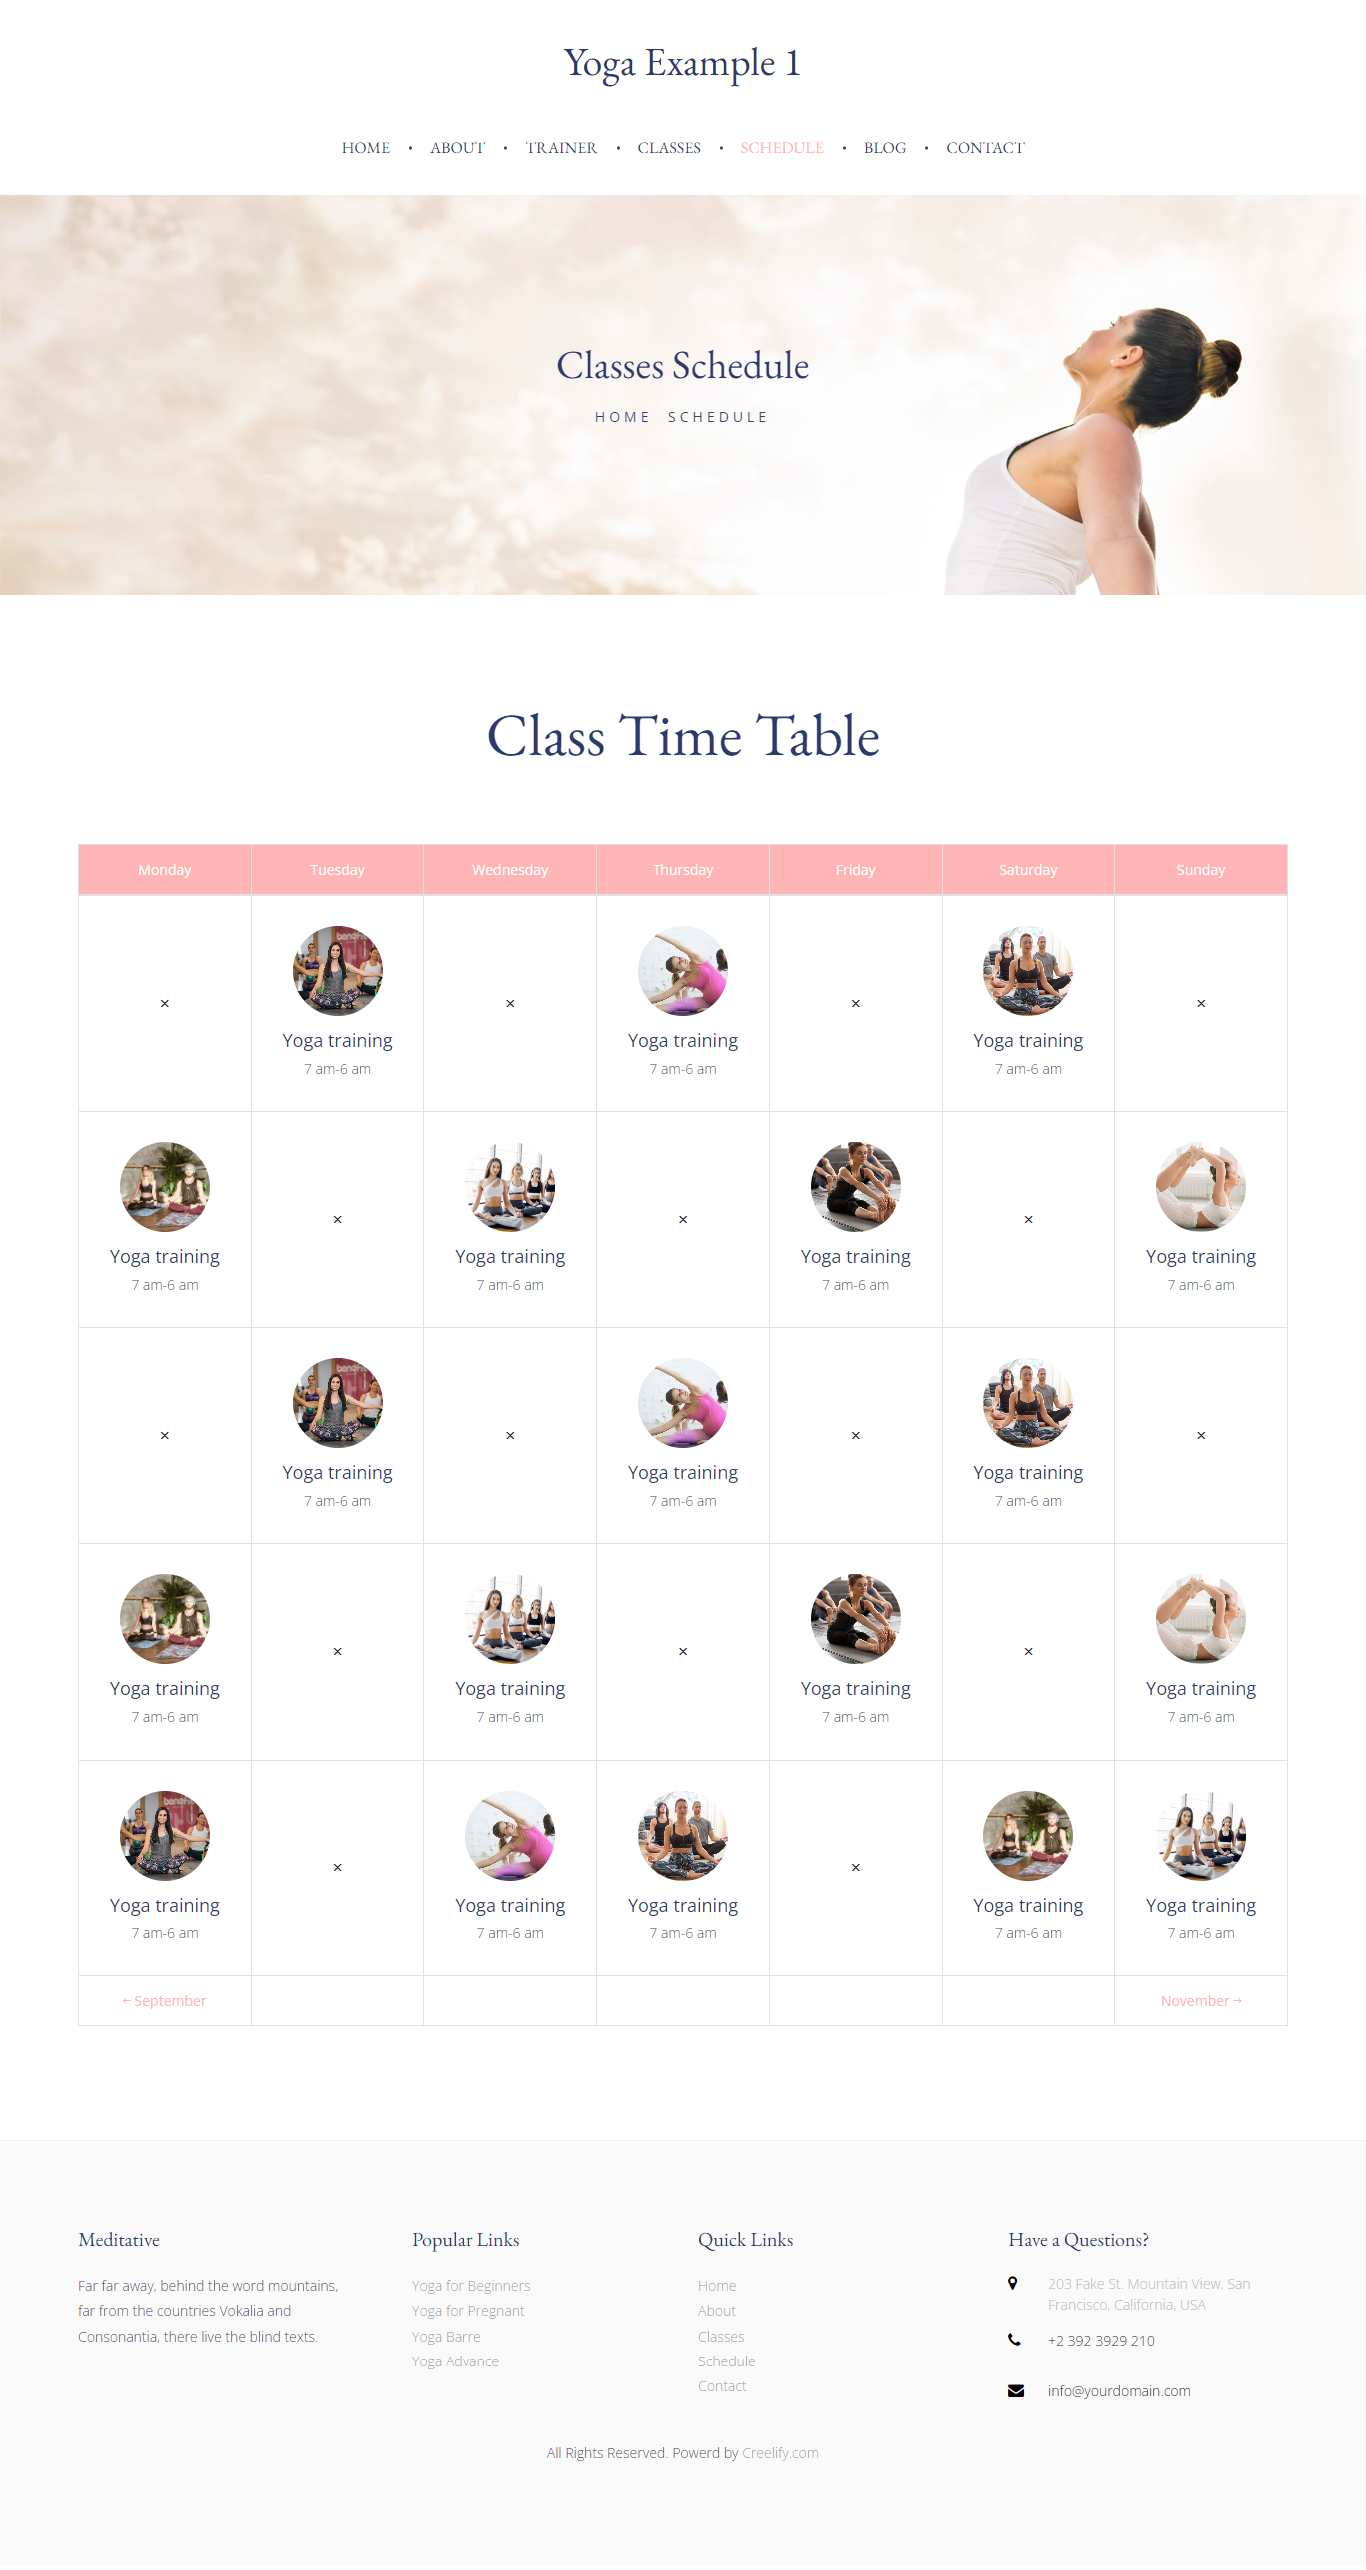 Yoga Example 1
HOME • ABOUT • TRAINER • CLASSES • SCHEDULE • BLOG • CONTACT
Classes Schedule
HOME SCHEDULE
Class Time Table
Monday Tuesday Wednesday Thursday Friday Saturday Sunday
× × × ×
Yoga training Yoga training Yoga training
7 am-6 am 7 am-6 am 7 am-6 am
× × ×
Yoga training Yoga training Yoga training Yoga training
7 am-6 am 7 am-6 am 7 am-6 am 7 am-6 am
× × × ×
Yoga training Yoga training Yoga training
7 am-6 am 7 am-6 am 7 am-6 am
× × ×
Yoga training Yoga training Yoga training Yoga training
7 am-6 am 7 am-6 am 7 am-6 am 7 am-6 am
× ×
Yoga training Yoga training Yoga training Yoga training Yoga training
7 am-6 am 7 am-6 am 7 am-6 am 7 am-6 am 7 am-6 am
← September November →
Meditative
Far far away, behind the word mountains,
far from the countries Vokalia and
Consonantia, there live the blind texts.
Popular Links
Yoga for Beginners
Yoga for Pregnant
Yoga Barre
Yoga Advance
Quick Links
Home
About
Classes
Schedule
Contact
Have a Questions?
203 Fake St. Mountain View, San
Francisco, California, USA
+2 392 3929 210
info@yourdomain.com
All Rights Reserved. Powerd by Creelify.com